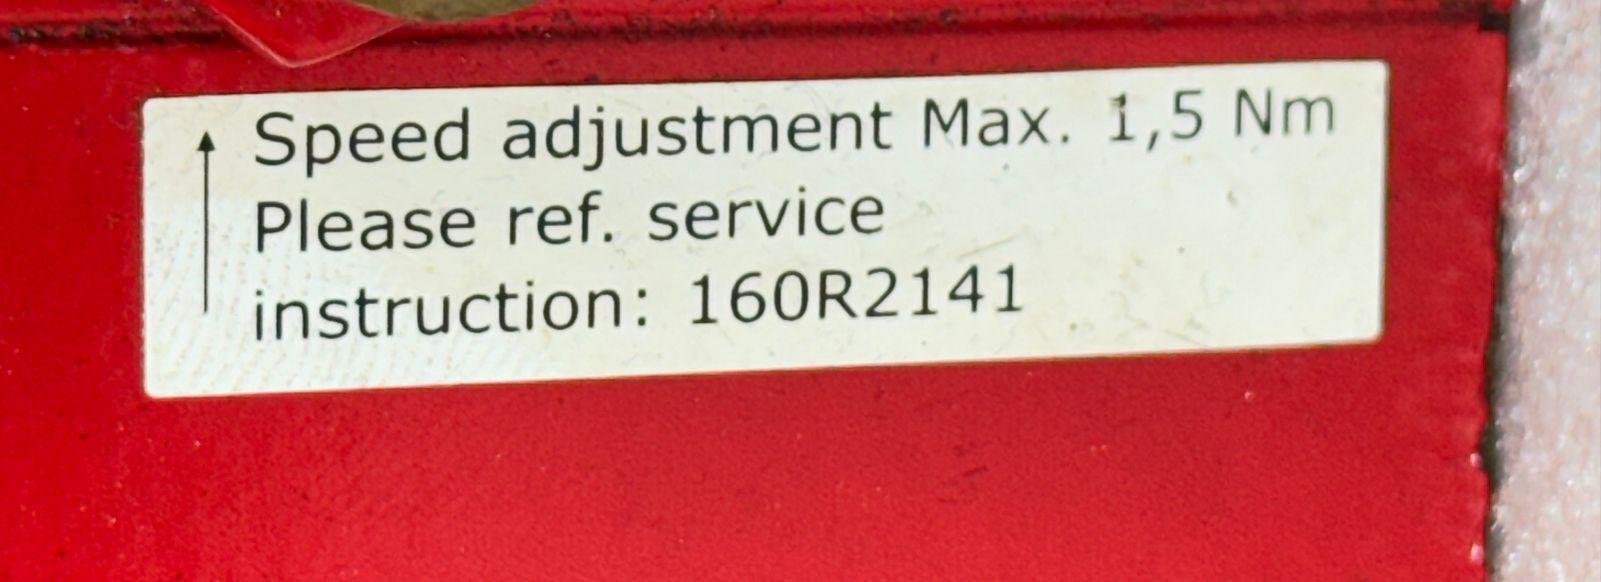 Speed adjustment Max. 1,5 Nm
Please ref. service
instruction: 160R2141